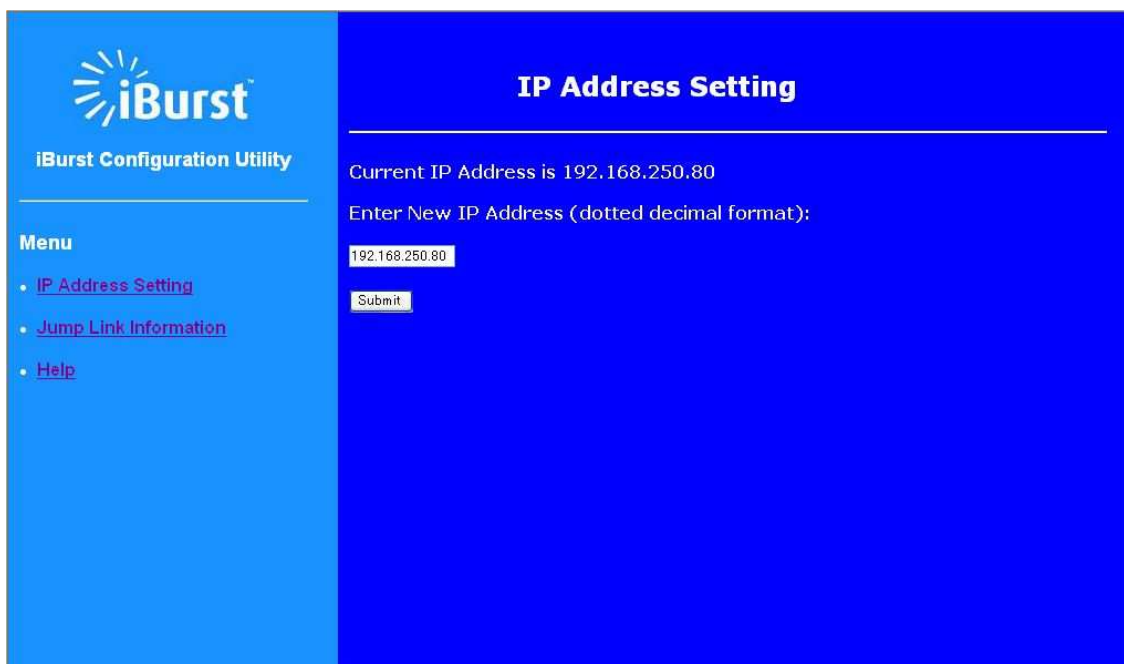 iBurst™
iBurst Configuration Utility
Menu
IP Address Setting
Jump Link Information
Help
IP Address Setting
Current IP Address is 192.168.250.80
Enter New IP Address (dotted decimal format):
192.168.250.80
Submit